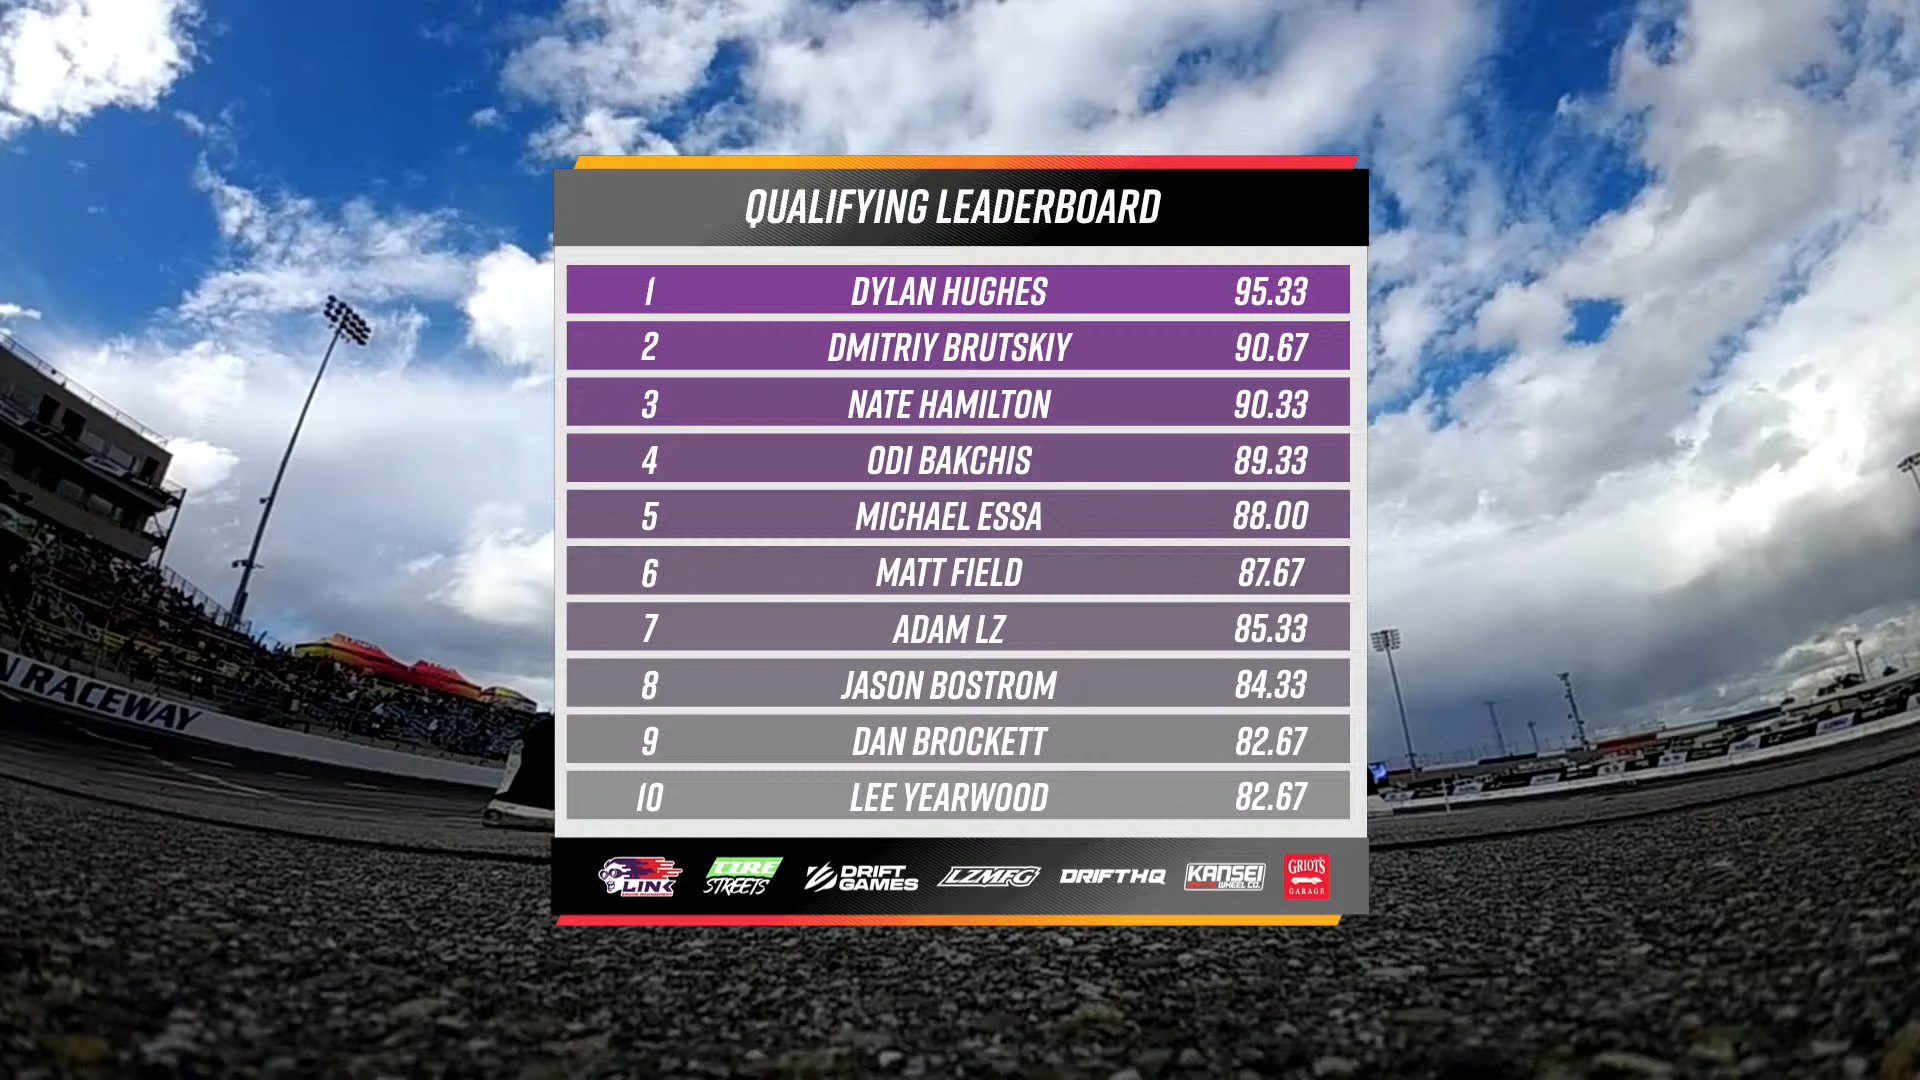 QUALIFYING LEADERBOARD
1 DYLAN HUGHES 95.33
2 DMITRIY BRUTSKIY 90.67
3 NATE HAMILTON 90.33
4 ODI BAKCHIS 89.33
5 MICHAEL ESSA 88.00
6 MATT FIELD 87.67
7 ADAM LZ 85.33
8 JASON BOSTROM 84.33
9 DAN BROCKETT 82.67
10 LEE YEARWOOD 82.67
N RACEWAY
LINK
TIRE
STREETS
DRIFT
GAMES
LZMFG
DRIFTHQ
KANSEI
WHEEL CO.
GRIOT'S
GARAGE